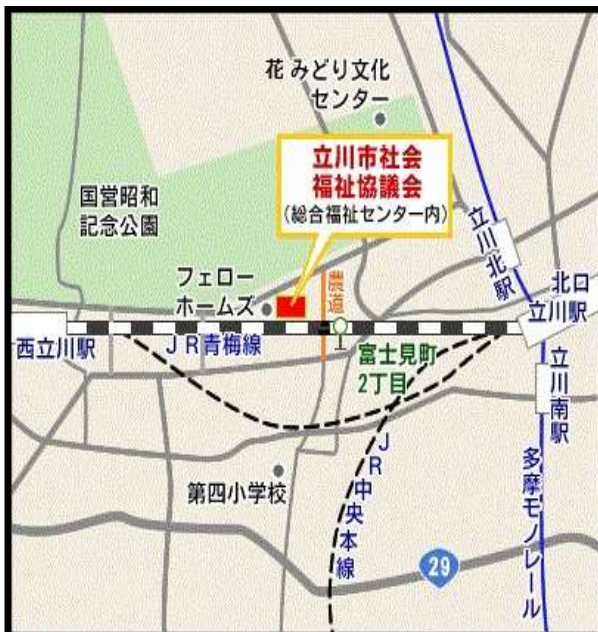 花みどり文化
センター
立川市社会
福祉協議会
(総合福祉センター内)
国営昭和
記念公園
立川北駅
フェロー
ホームズ
農道
北口
立川駅
西立川駅
JR青梅線
富士見町
2丁目
立川南駅
JR中央本線
第四小学校
多摩モノレール
29